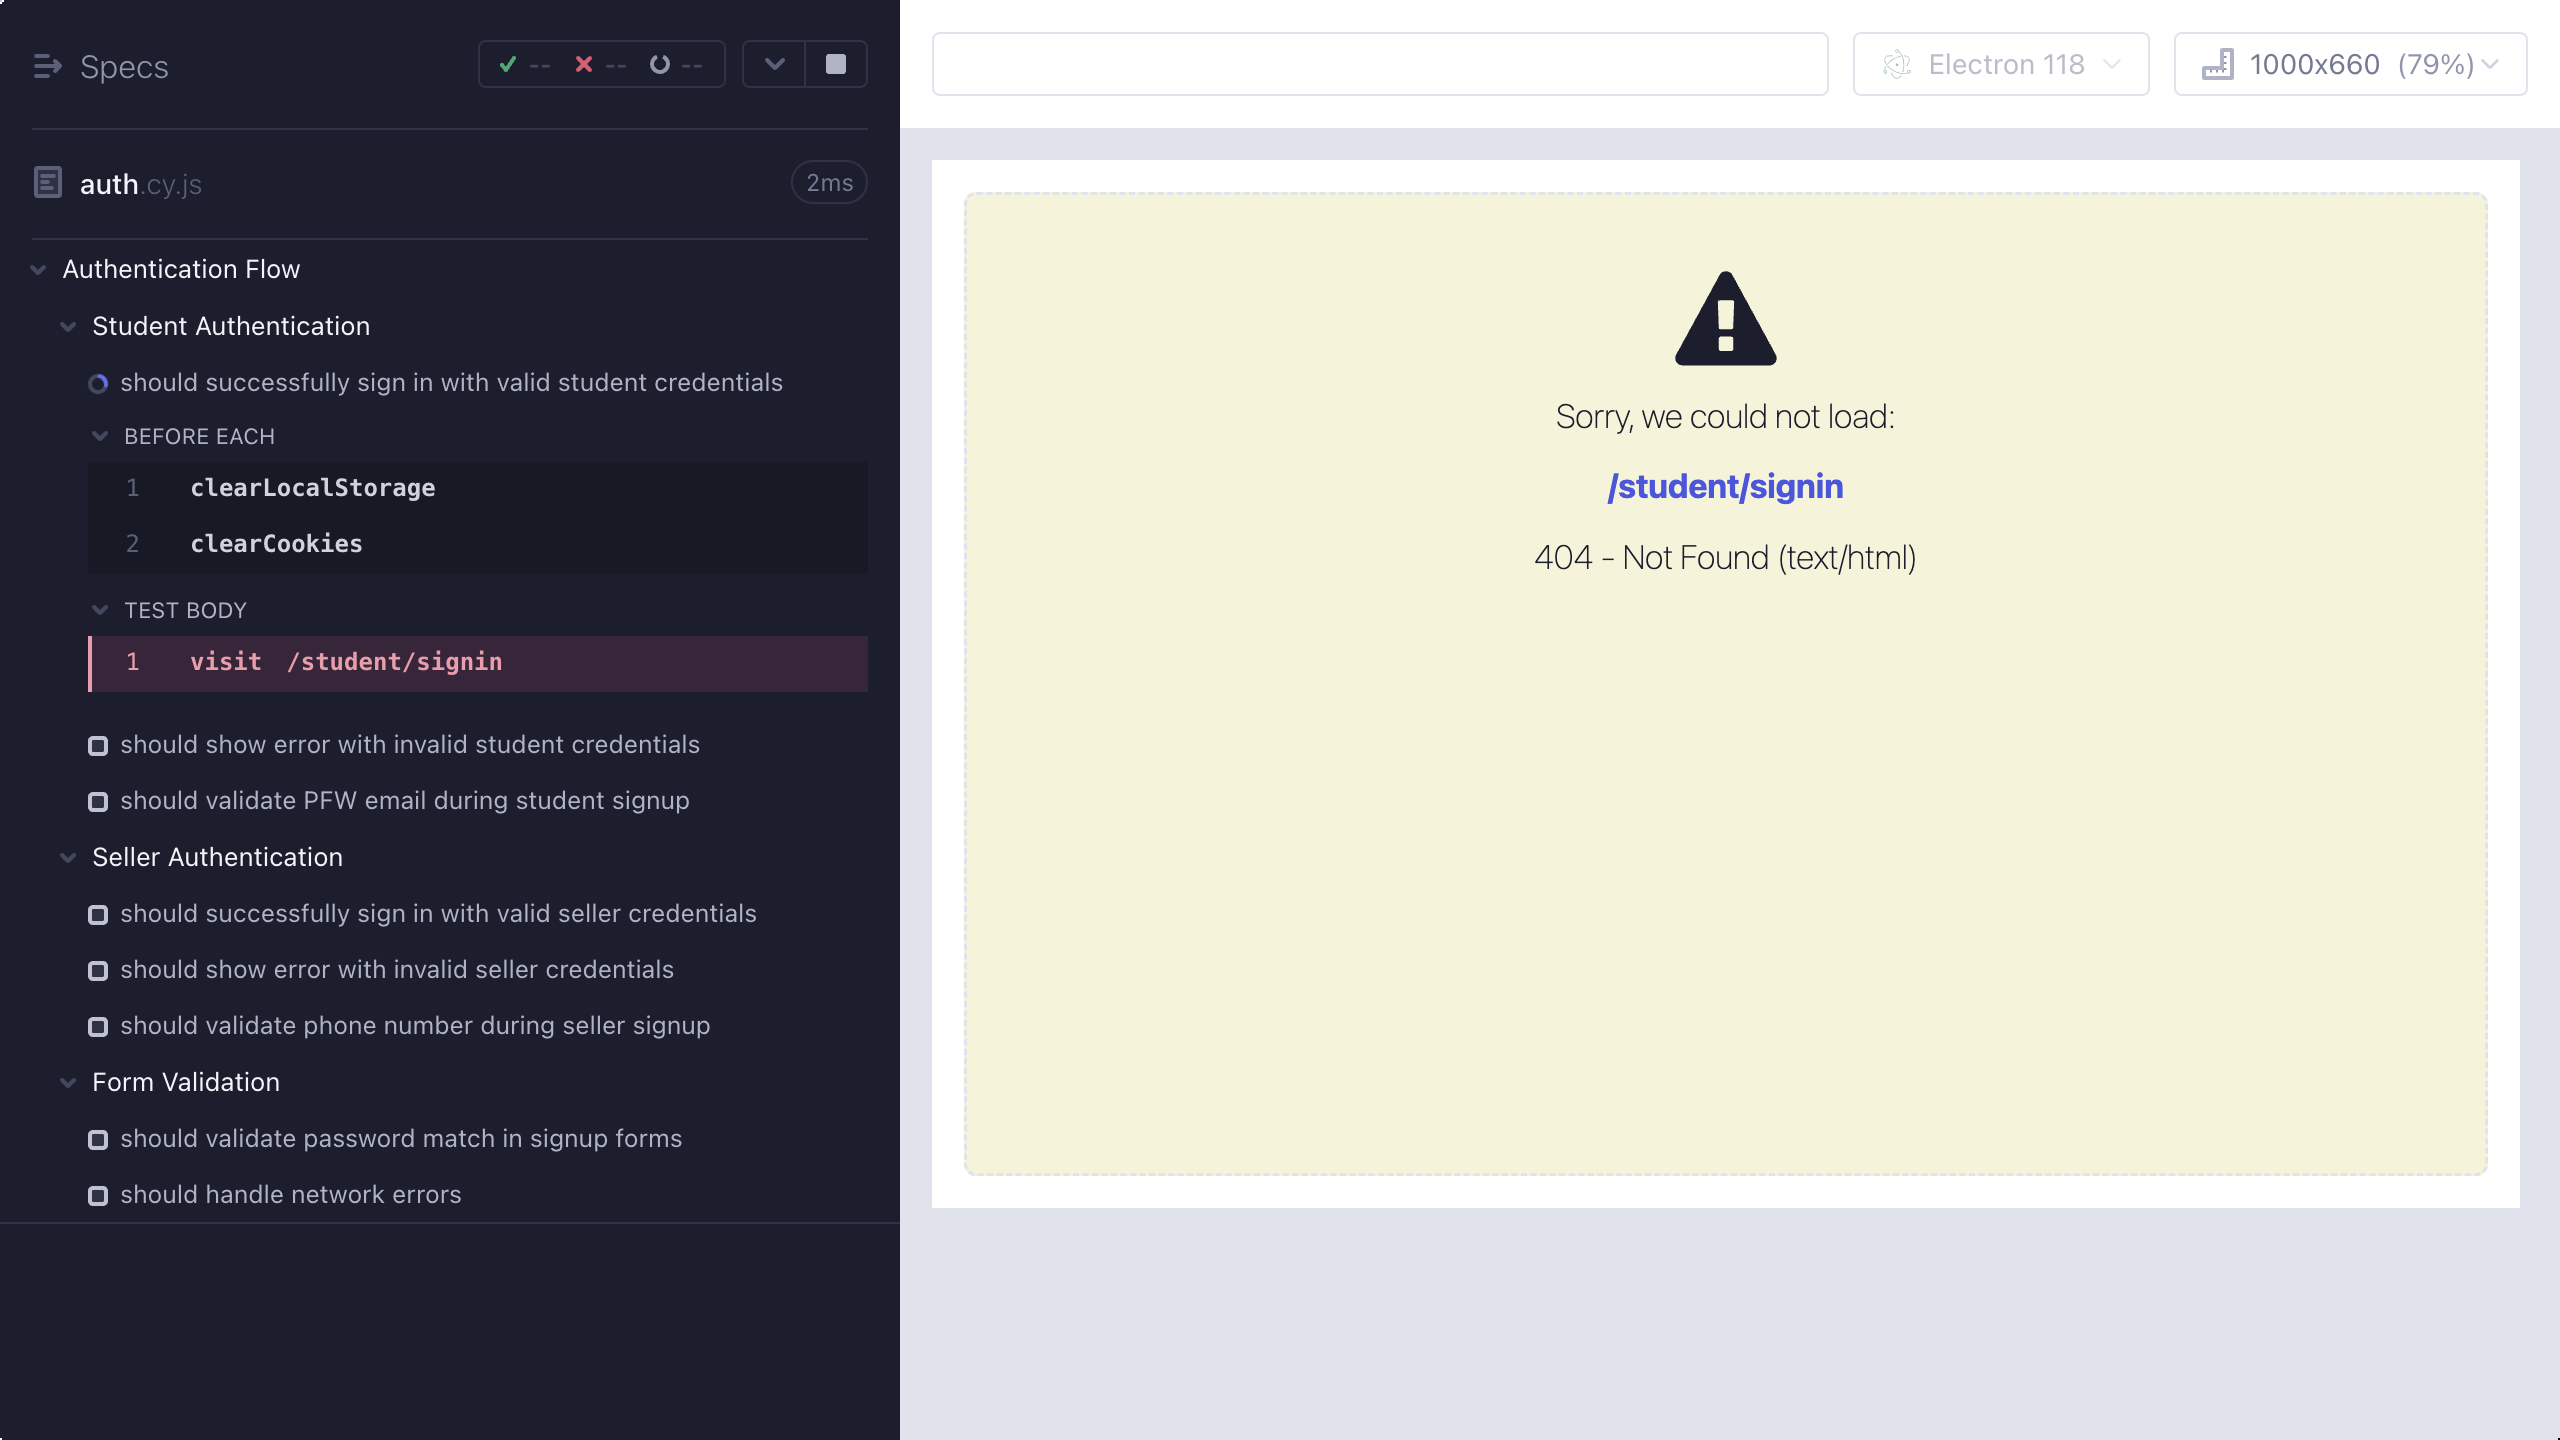 Specs
-- -- --
auth.cy.js
2ms
Authentication Flow
Student Authentication
should successfully sign in with valid student credentials
BEFORE EACH
1 clearLocalStorage
2 clearCookies
TEST BODY
1 visit /student/signin
should show error with invalid student credentials
should validate PFW email during student signup
Seller Authentication
should successfully sign in with valid seller credentials
should show error with invalid seller credentials
should validate phone number during seller signup
Form Validation
should validate password match in signup forms
should handle network errors
Electron 118
1000x660 (79%)
Sorry, we could not load:
/student/signin
404 - Not Found (text/html)